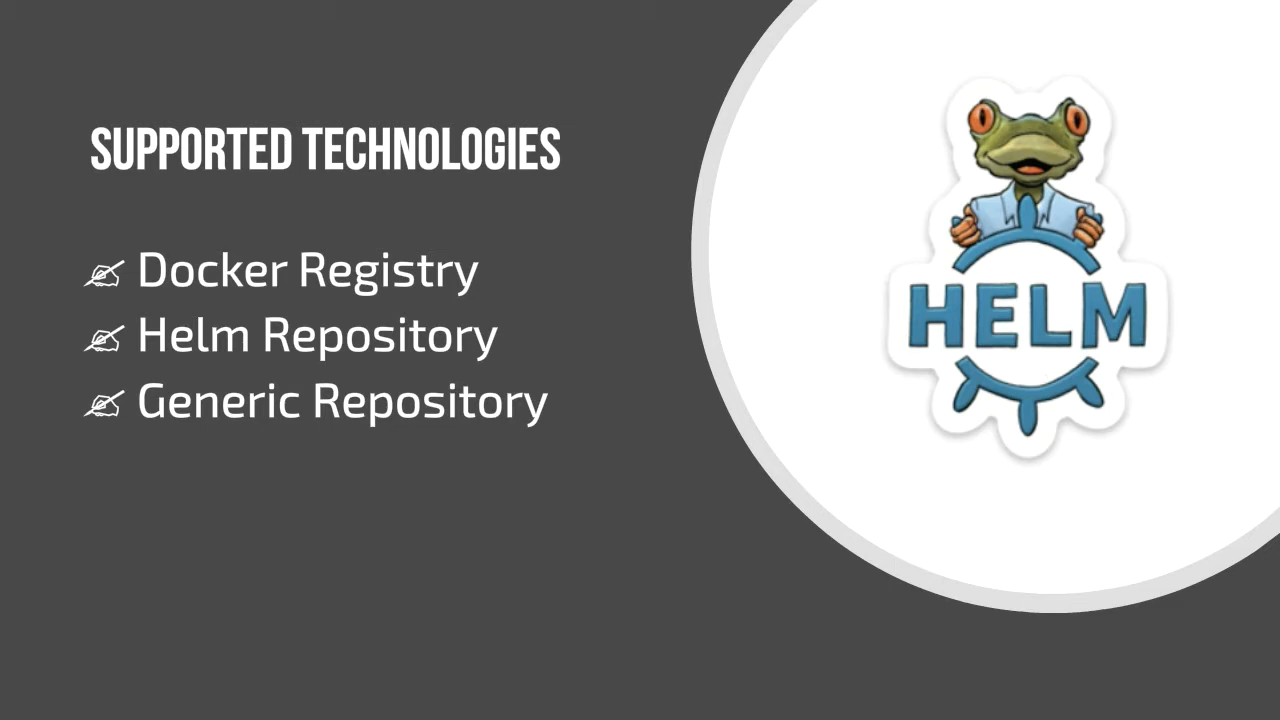 SUPPORTED TECHNOLOGIES
Docker Registry
Helm Repository
Generic Repository
HELM